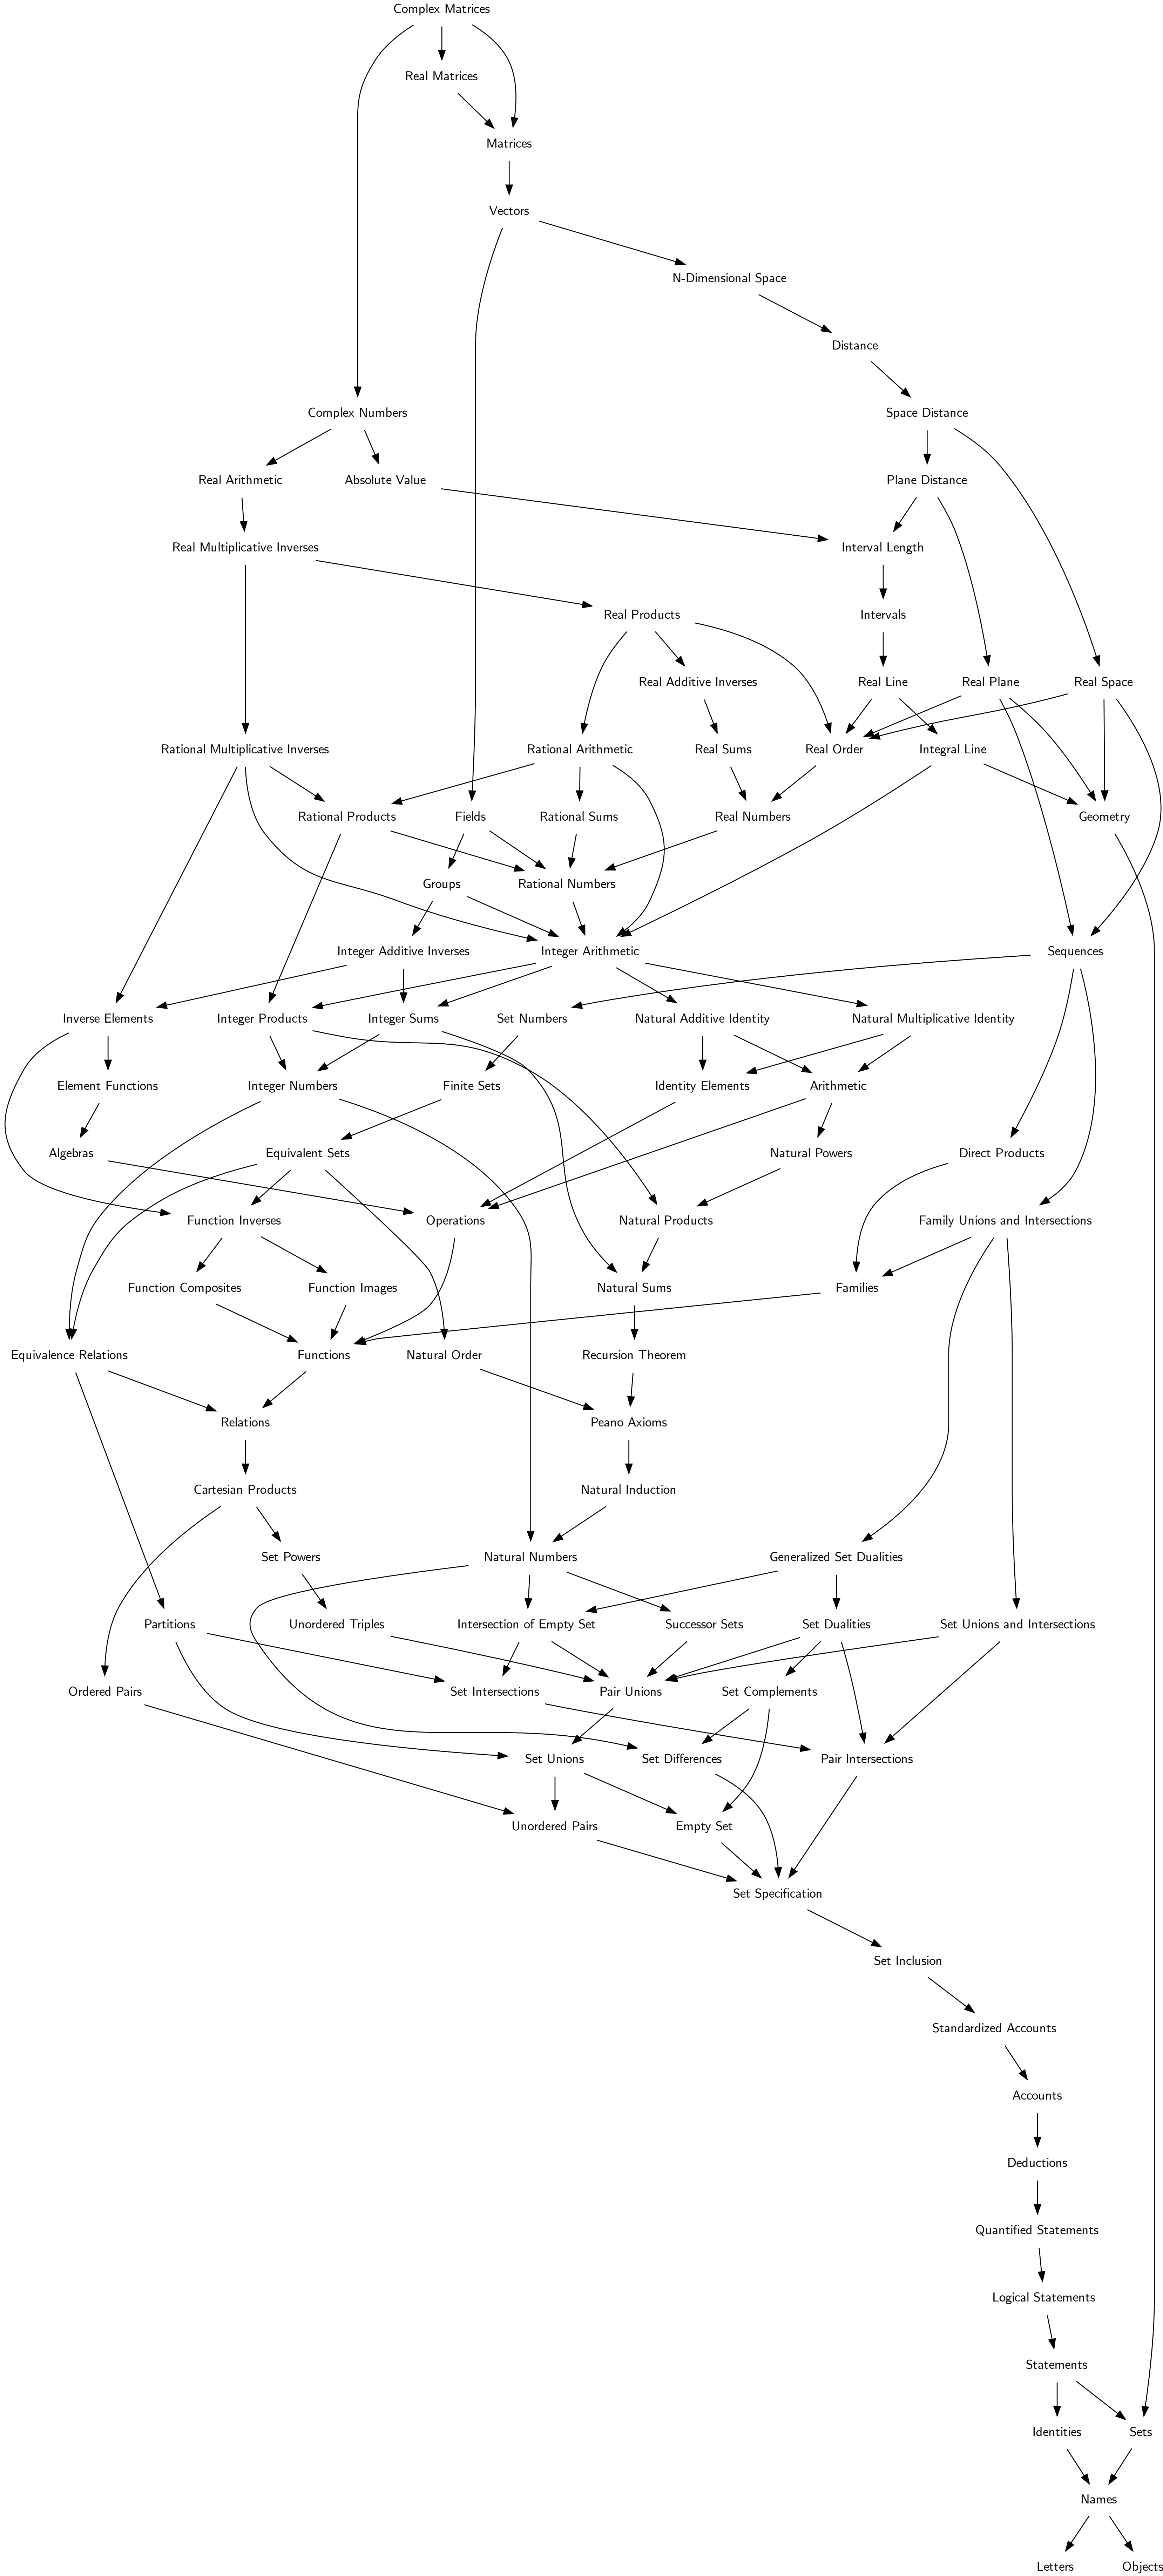 Complex Matrices
Real Matrices
Matrices
Vectors
N-Dimensional Space
Distance
Complex Numbers
Space Distance
Real Arithmetic
Absolute Value
Plane Distance
Real Multiplicative Inverses
Interval Length
Real Products
Intervals
Real Additive Inverses
Real Line
Real Plane
Real Space
Rational Multiplicative Inverses
Rational Arithmetic
Real Sums
Real Order
Integral Line
Rational Products
Fields
Rational Sums
Real Numbers
Geometry
Groups
Rational Numbers
Integer Additive Inverses
Integer Arithmetic
Sequences
Inverse Elements
Integer Products
Integer Sums
Set Numbers
Natural Additive Identity
Natural Multiplicative Identity
Element Functions
Integer Numbers
Finite Sets
Identity Elements
Arithmetic
Algebras
Equivalent Sets
Natural Powers
Direct Products
Function Inverses
Operations
Natural Products
Family Unions and Intersections
Function Composites
Function Images
Natural Sums
Families
Equivalence Relations
Functions
Natural Order
Recursion Theorem
Relations
Peano Axioms
Cartesian Products
Natural Induction
Set Powers
Natural Numbers
Generalized Set Dualities
Partitions
Unordered Triples
Intersection of Empty Set
Successor Sets
Set Dualities
Set Unions and Intersections
Ordered Pairs
Set Intersections
Pair Unions
Set Complements
Set Unions
Set Differences
Pair Intersections
Unordered Pairs
Empty Set
Set Specification
Set Inclusion
Standardized Accounts
Accounts
Deductions
Quantified Statements
Logical Statements
Statements
Identities
Sets
Names
Letters
Objects